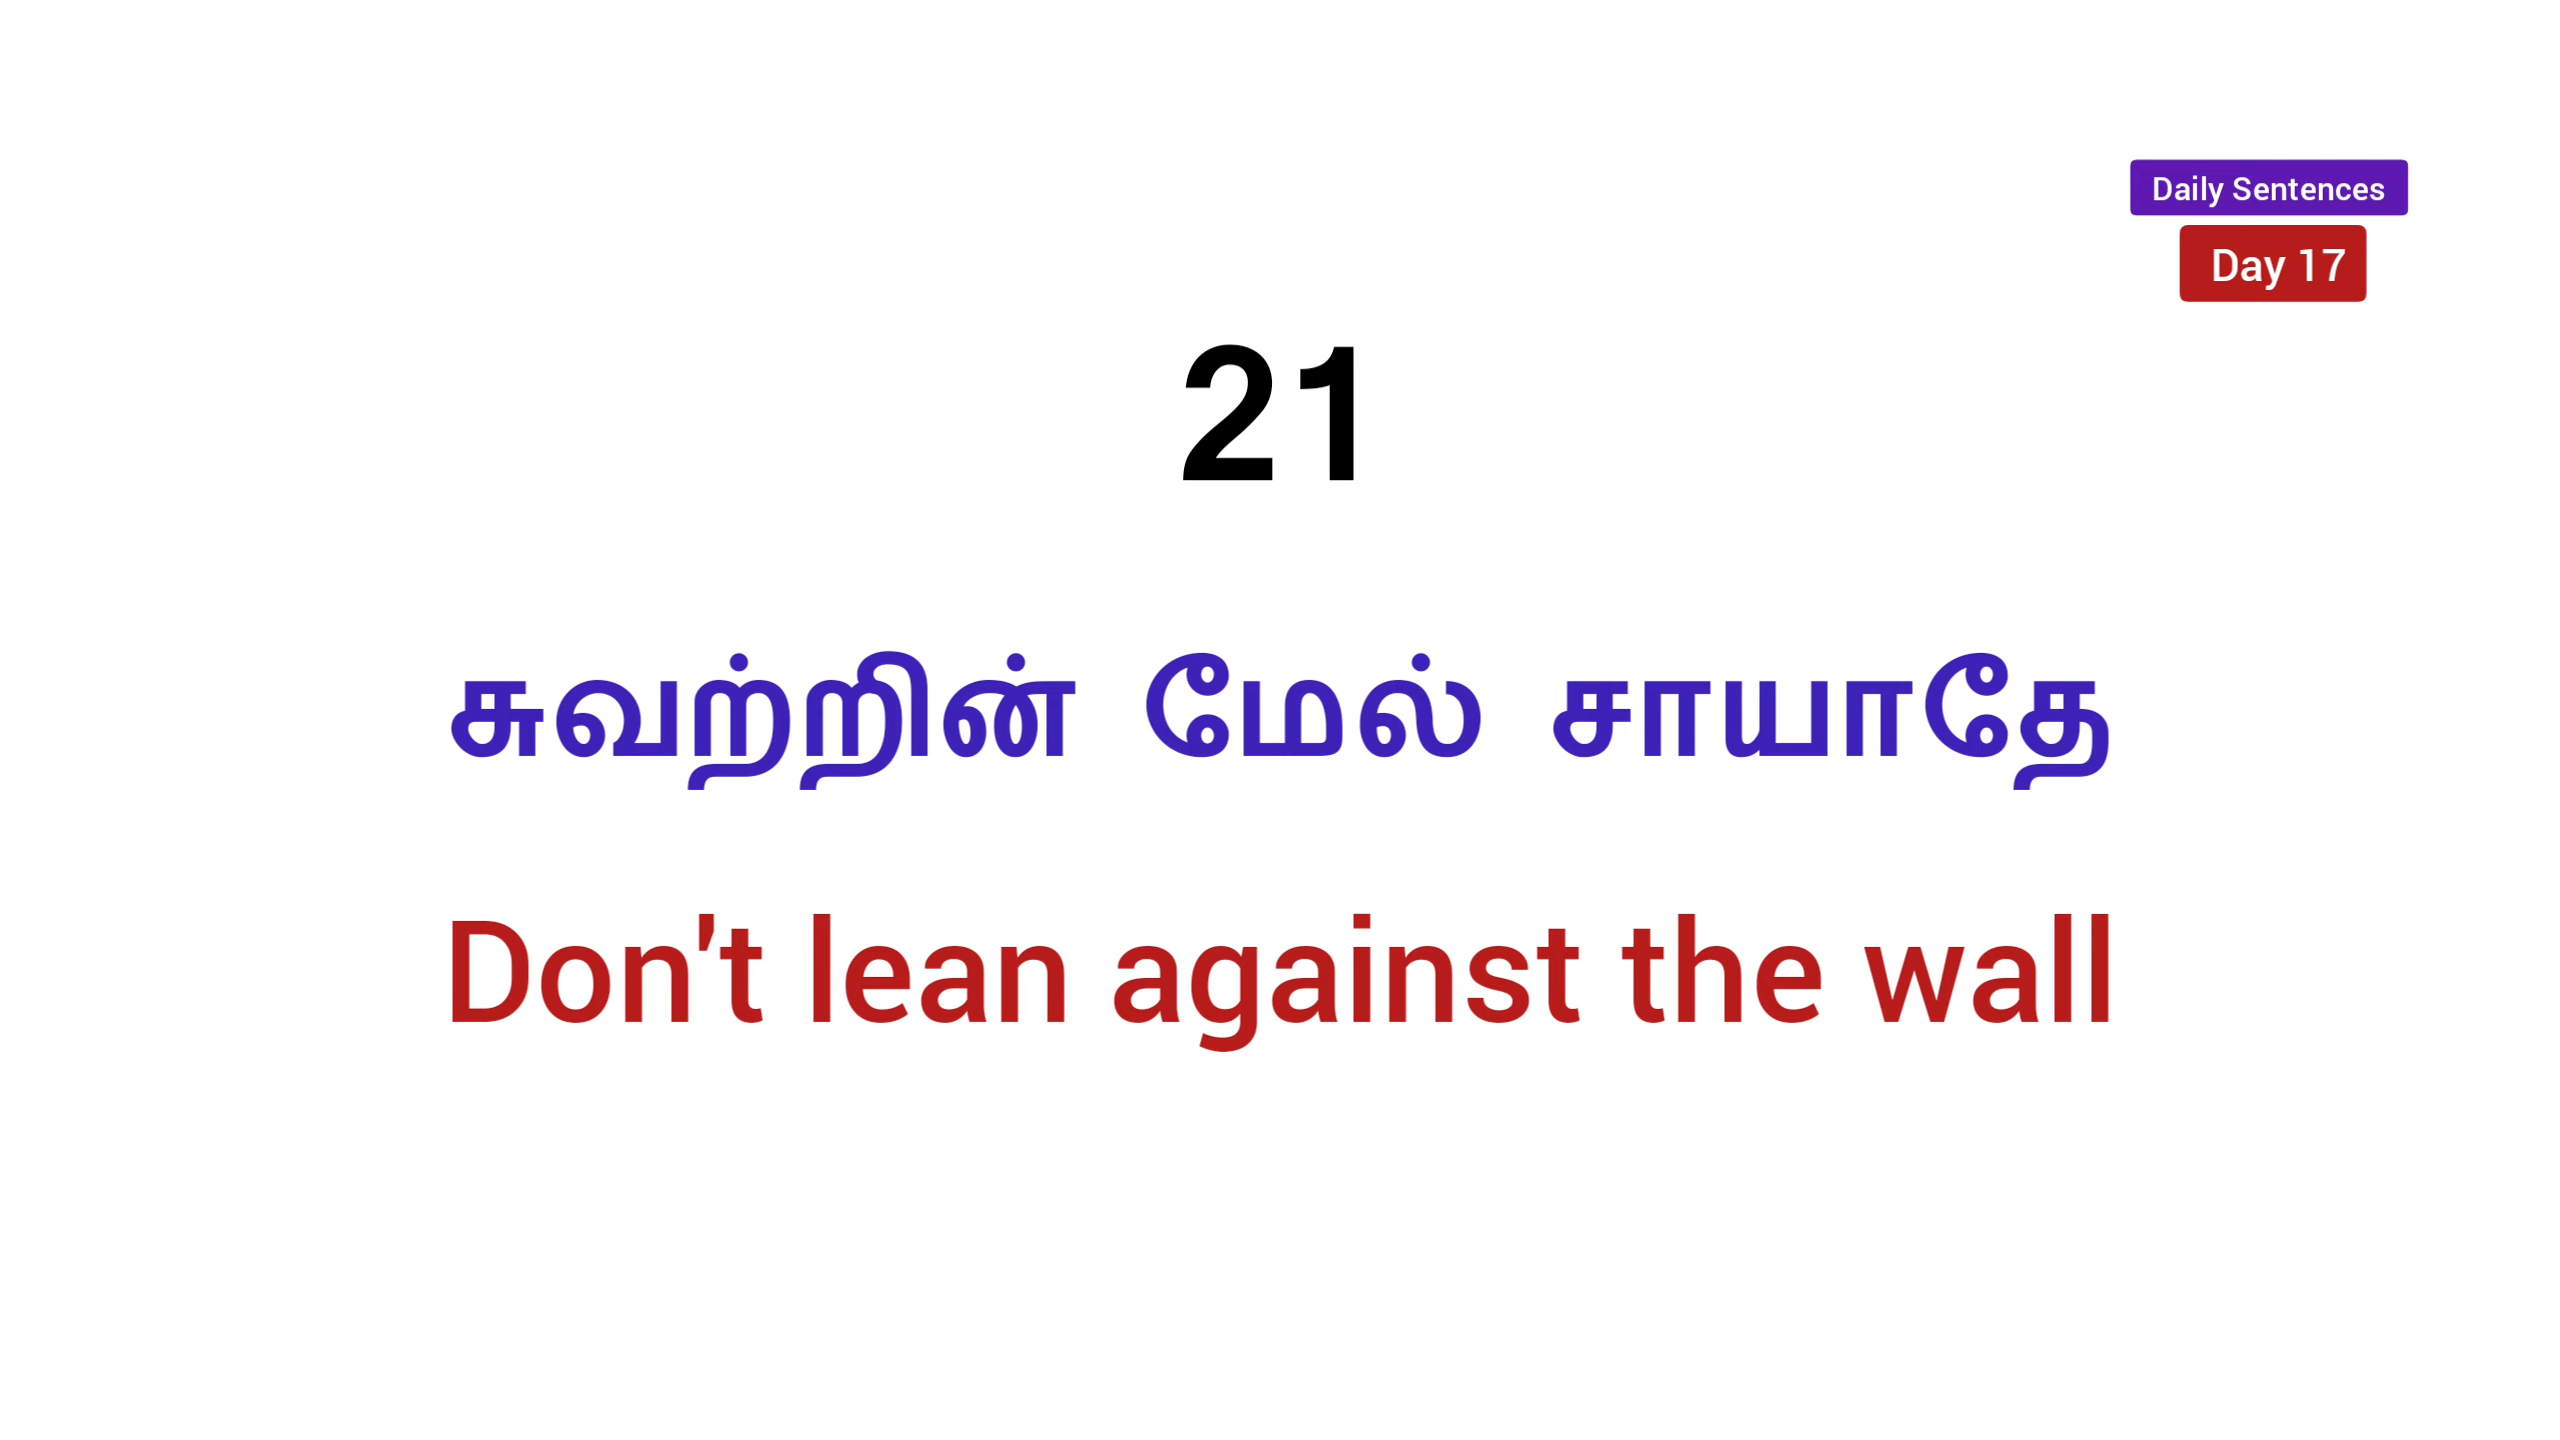 Daily Sentences
Day 17
21
சுவற்றின் மேல் சாயாதே
Don't lean against the wall